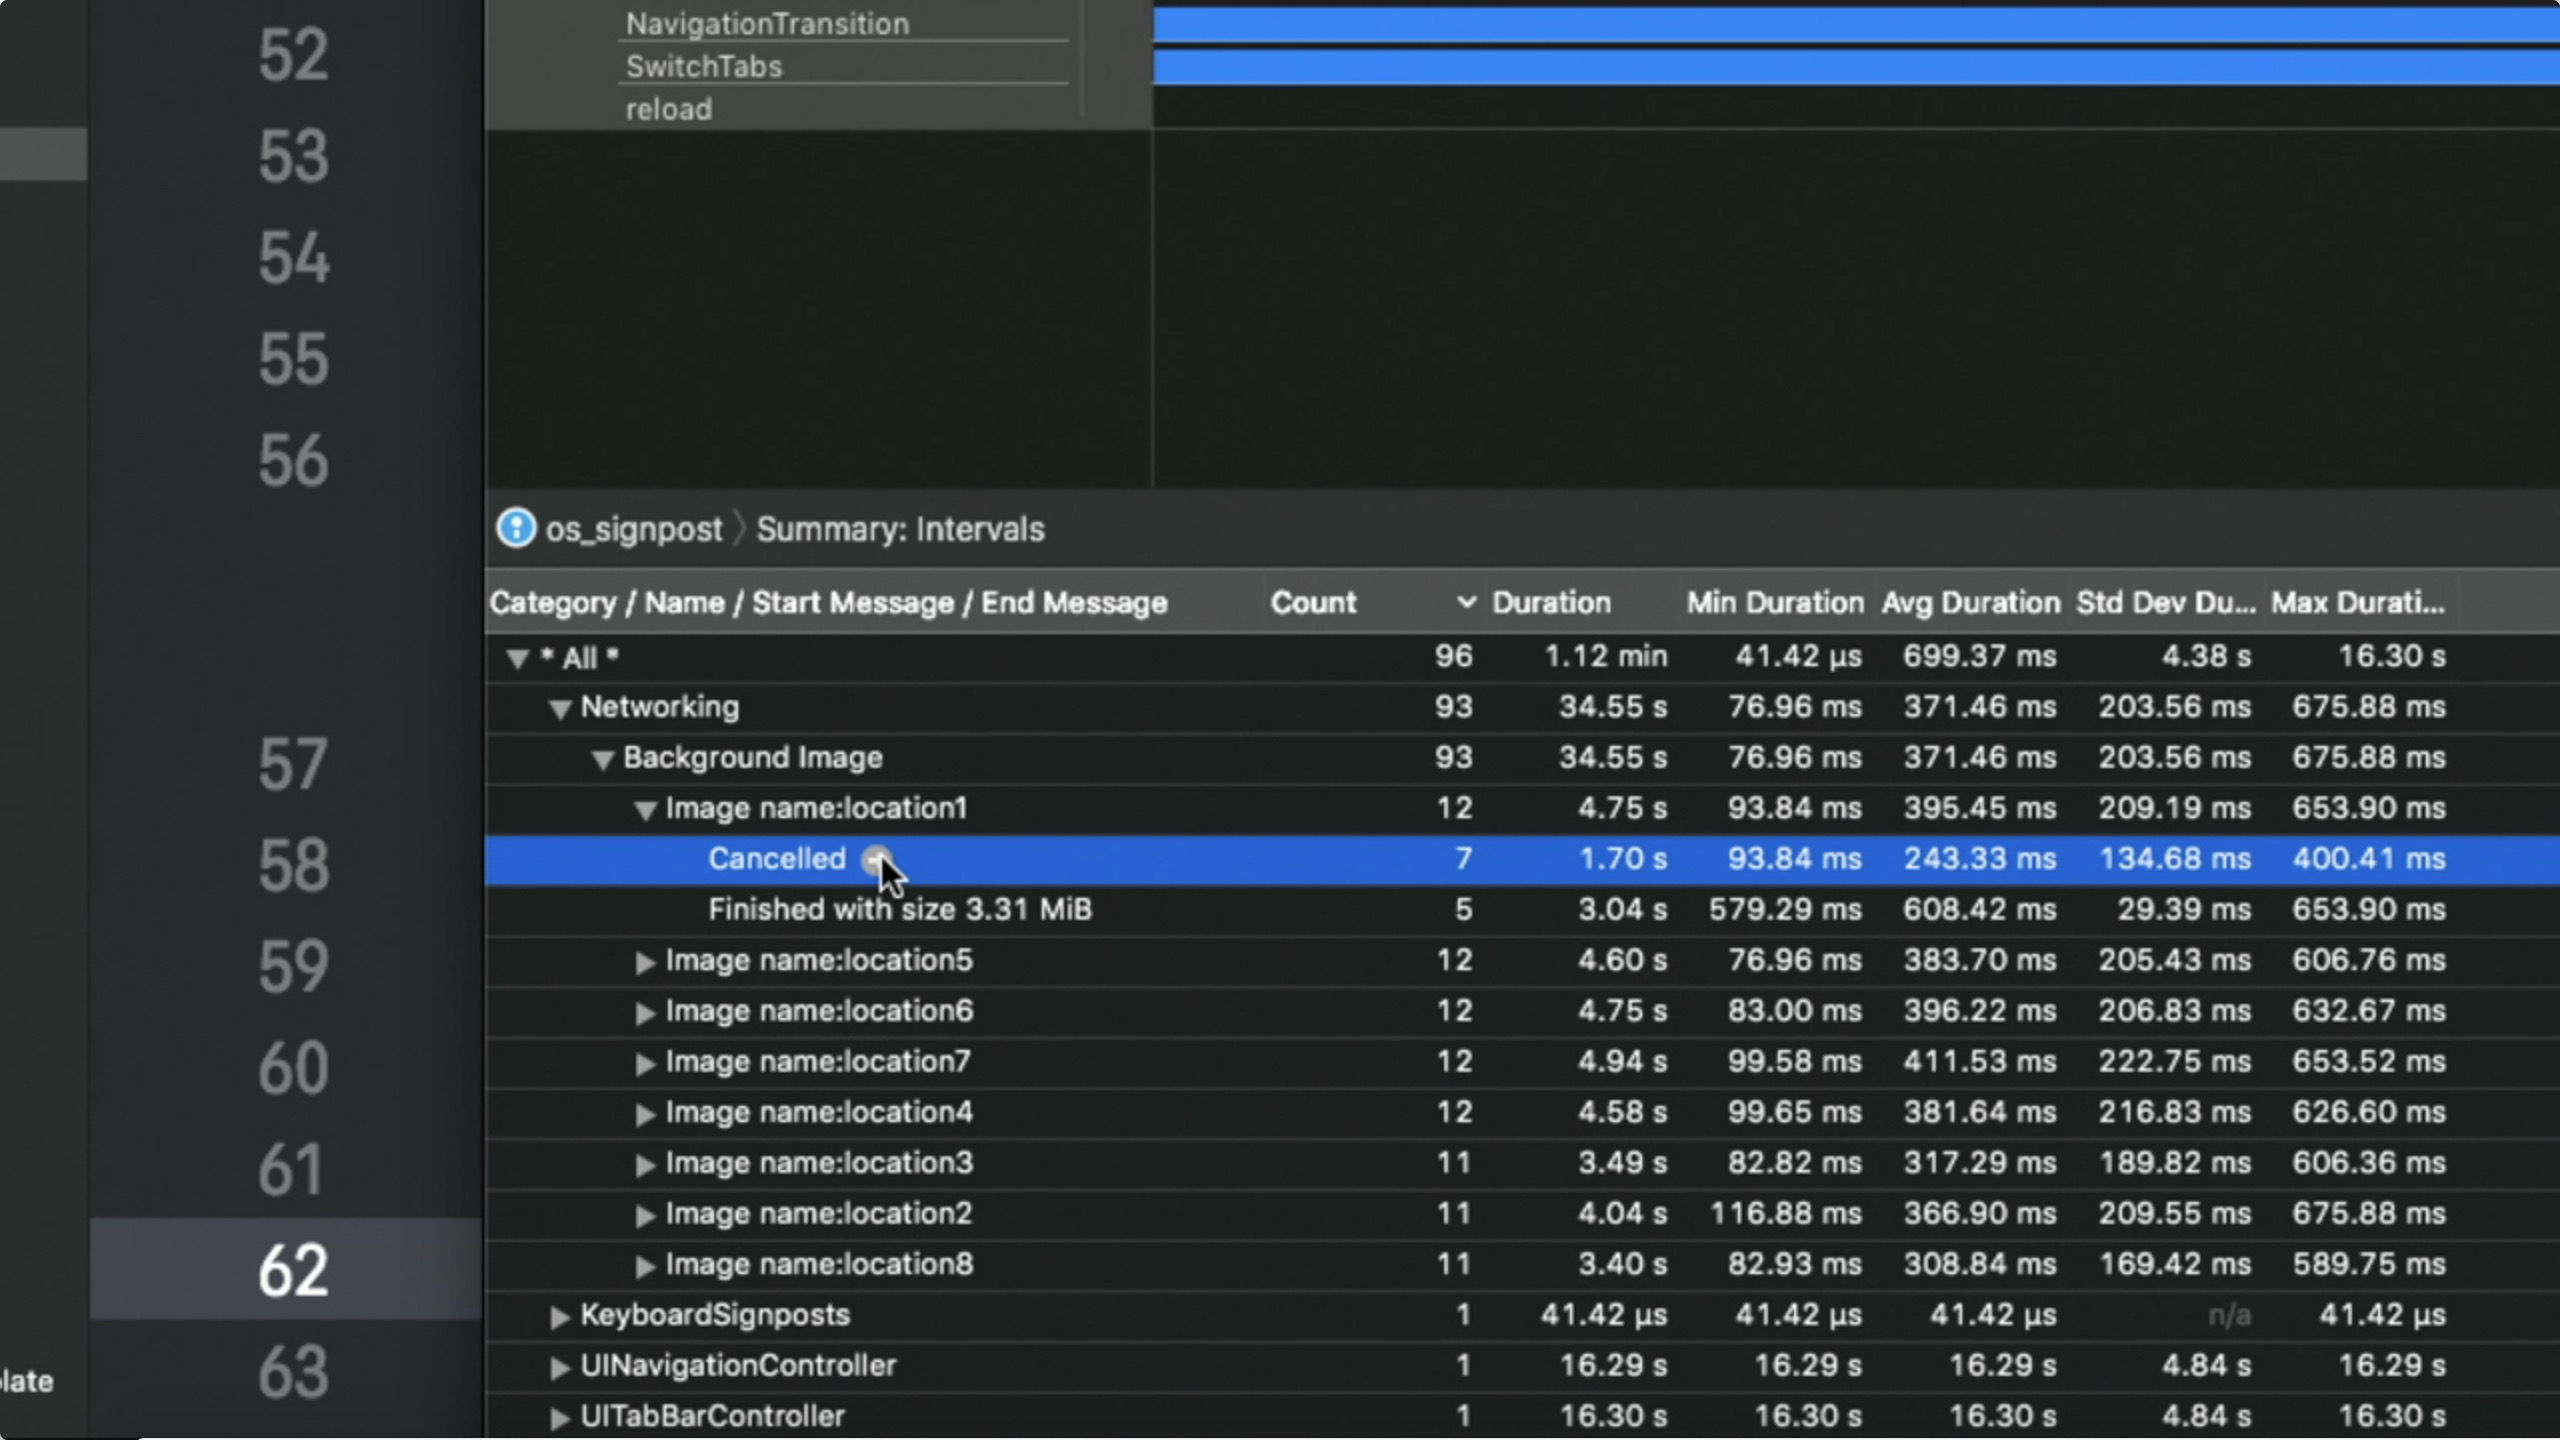 NavigationTransition
SwitchTabs
reload
52
53
54
55
56
57
58
59
60
61
62
63
late
os_signpost 〉 Summary: Intervals
Category / Name / Start Message / End Message Count Duration Min Duration Avg Duration Std Dev Du... Max Durati...
* All * 96 1.12 min 41.42 µs 699.37 ms 4.38 s 16.30 s
Networking 93 34.55 s 76.96 ms 371.46 ms 203.56 ms 675.88 ms
Background Image 93 34.55 s 76.96 ms 371.46 ms 203.56 ms 675.88 ms
Image name:location1 12 4.75 s 93.84 ms 395.45 ms 209.19 ms 653.90 ms
Cancelled 7 1.70 s 93.84 ms 243.33 ms 134.68 ms 400.41 ms
Finished with size 3.31 MiB 5 3.04 s 579.29 ms 608.42 ms 29.39 ms 653.90 ms
Image name:location5 12 4.60 s 76.96 ms 383.70 ms 205.43 ms 606.76 ms
Image name:location6 12 4.75 s 83.00 ms 396.22 ms 206.83 ms 632.67 ms
Image name:location7 12 4.94 s 99.58 ms 411.53 ms 222.75 ms 653.52 ms
Image name:location4 12 4.58 s 99.65 ms 381.64 ms 216.83 ms 626.60 ms
Image name:location3 11 3.49 s 82.82 ms 317.29 ms 189.82 ms 606.36 ms
Image name:location2 11 4.04 s 116.88 ms 366.90 ms 209.55 ms 675.88 ms
Image name:location8 11 3.40 s 82.93 ms 308.84 ms 169.42 ms 589.75 ms
KeyboardSignposts 1 41.42 µs 41.42 µs 41.42 µs n/a 41.42 µs
UINavigationController 1 16.29 s 16.29 s 16.29 s 4.84 s 16.29 s
UITabBarController 1 16.30 s 16.30 s 16.30 s 4.84 s 16.30 s